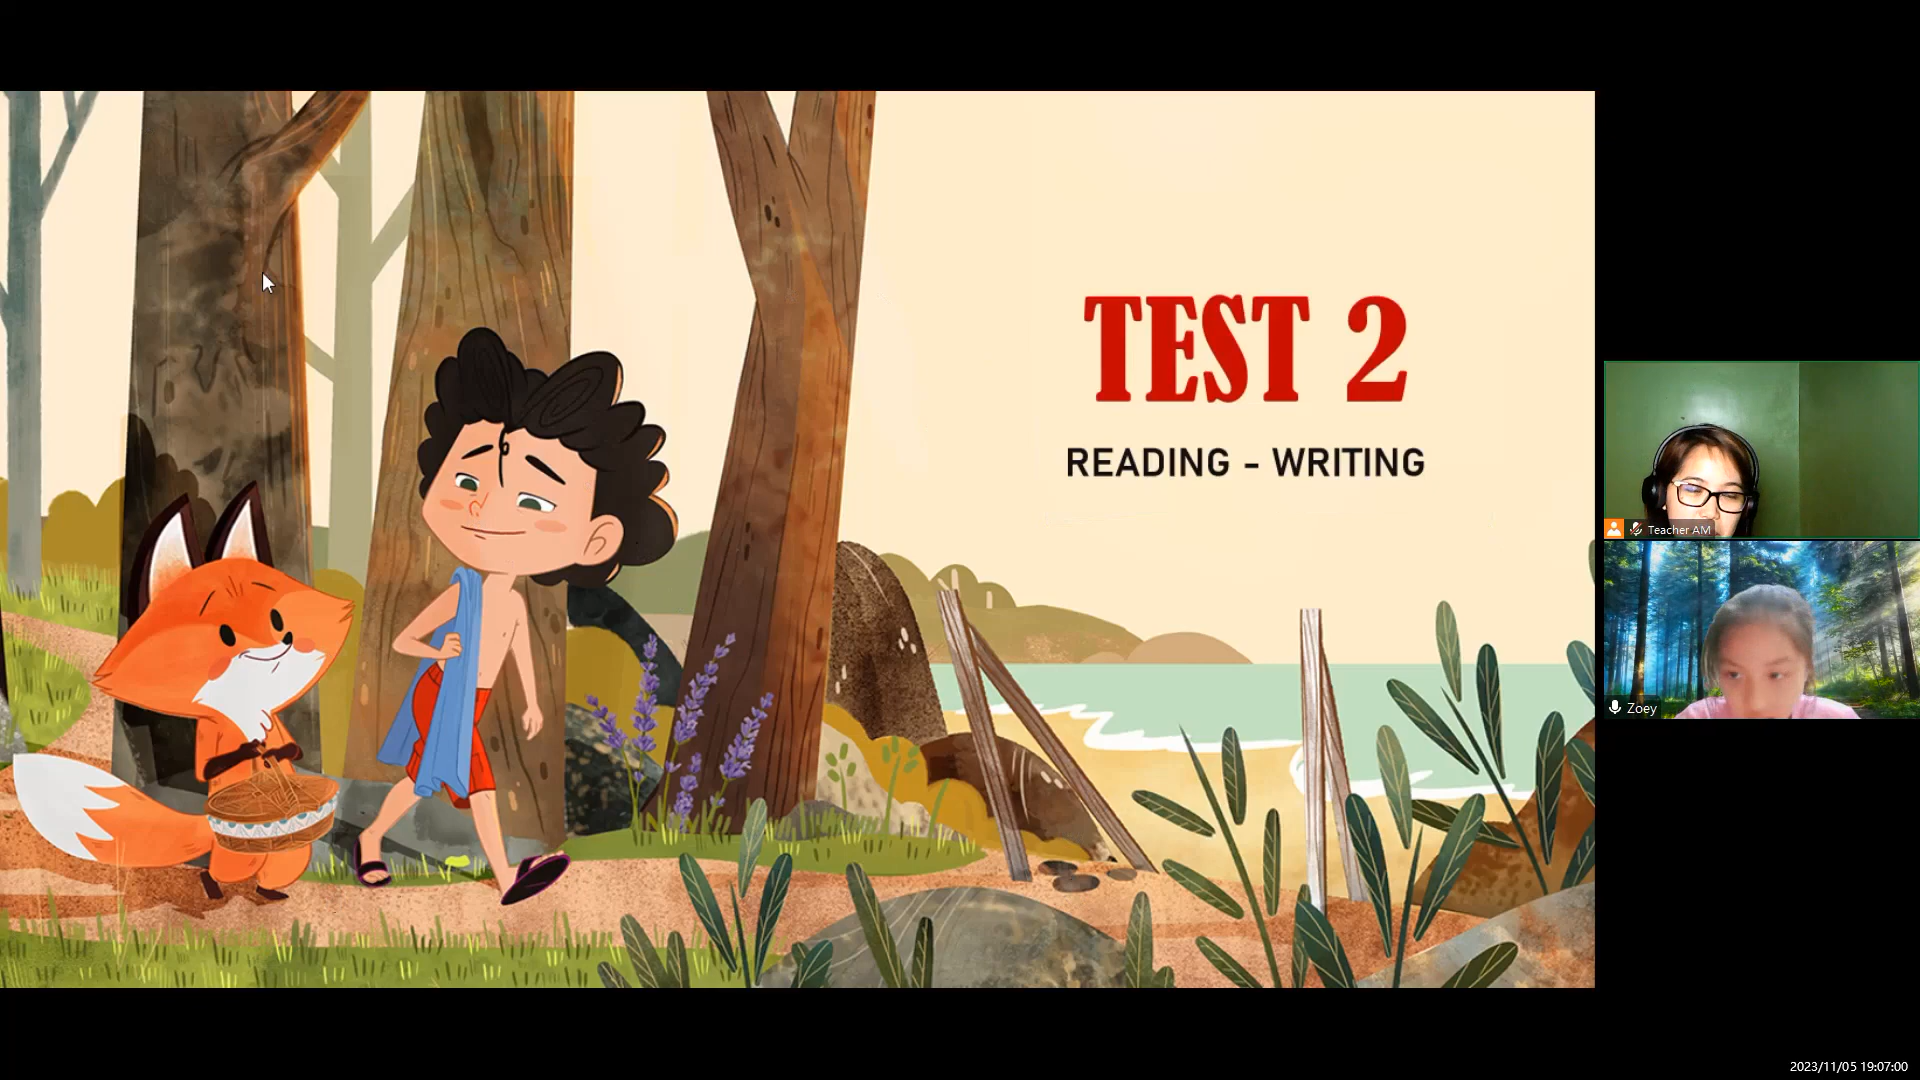 TEST 2
READING - WRITING
Teacher AM
Zoey
2023/11/05 19:07:00